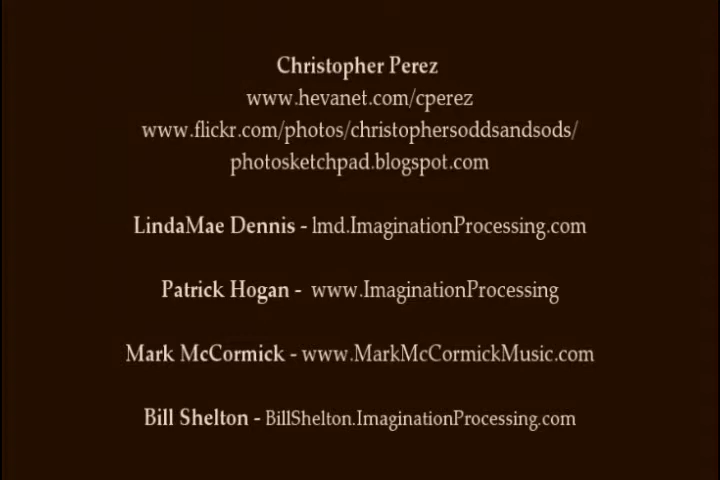 Christopher Perez
www.hevanet.com/cperez
www.flickr.com/photos/christophersoddsandsods/
photosketchpad.blogspot.com
LindaMae Dennis - lmd.ImaginationProcessing.com
Patrick Hogan - www.ImaginationProcessing
Mark McCormick - www.MarkMcCormickMusic.com
Bill Shelton - BillShelton.ImaginationProcessing.com